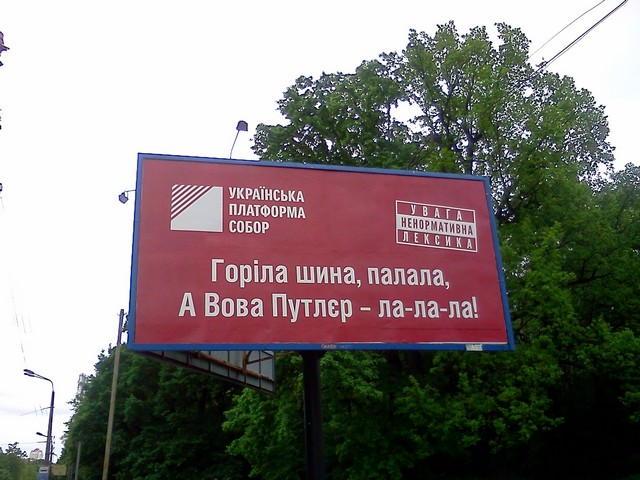 УКРАЇНСЬКА
ПЛАТФОРМА
СОБОР
УВАГА
НЕНОРМАТИВНА
ЛЕКСИКА
Горіла шина, палала,
А Вова Путлєр – ла-ла-ла!